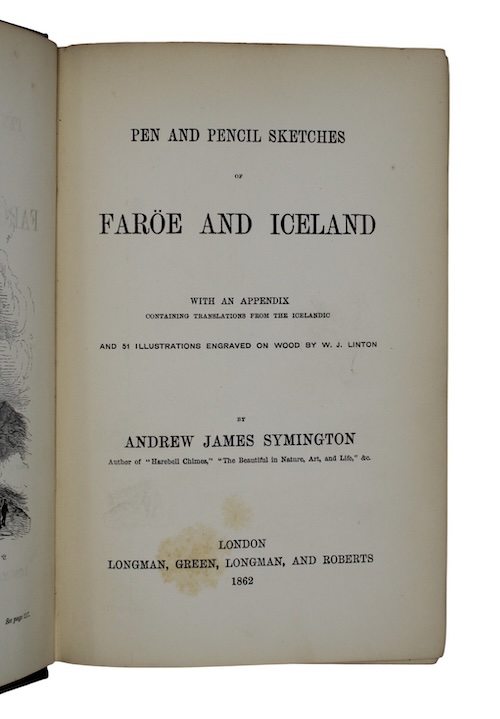 PEN AND PENCIL SKETCHES
OF
FARÖE AND ICELAND
WITH AN APPENDIX
CONTAINING TRANSLATIONS FROM THE ICELANDIC
AND 51 ILLUSTRATIONS ENGRAVED ON WOOD BY W. J. LINTON
BY
ANDREW JAMES SYMINGTON
Author of "Harebell Chimes," "The Beautiful in Nature, Art, and Life," &c.
LONDON
LONGMAN, GREEN, LONGMAN, AND ROBERTS
1862
See page